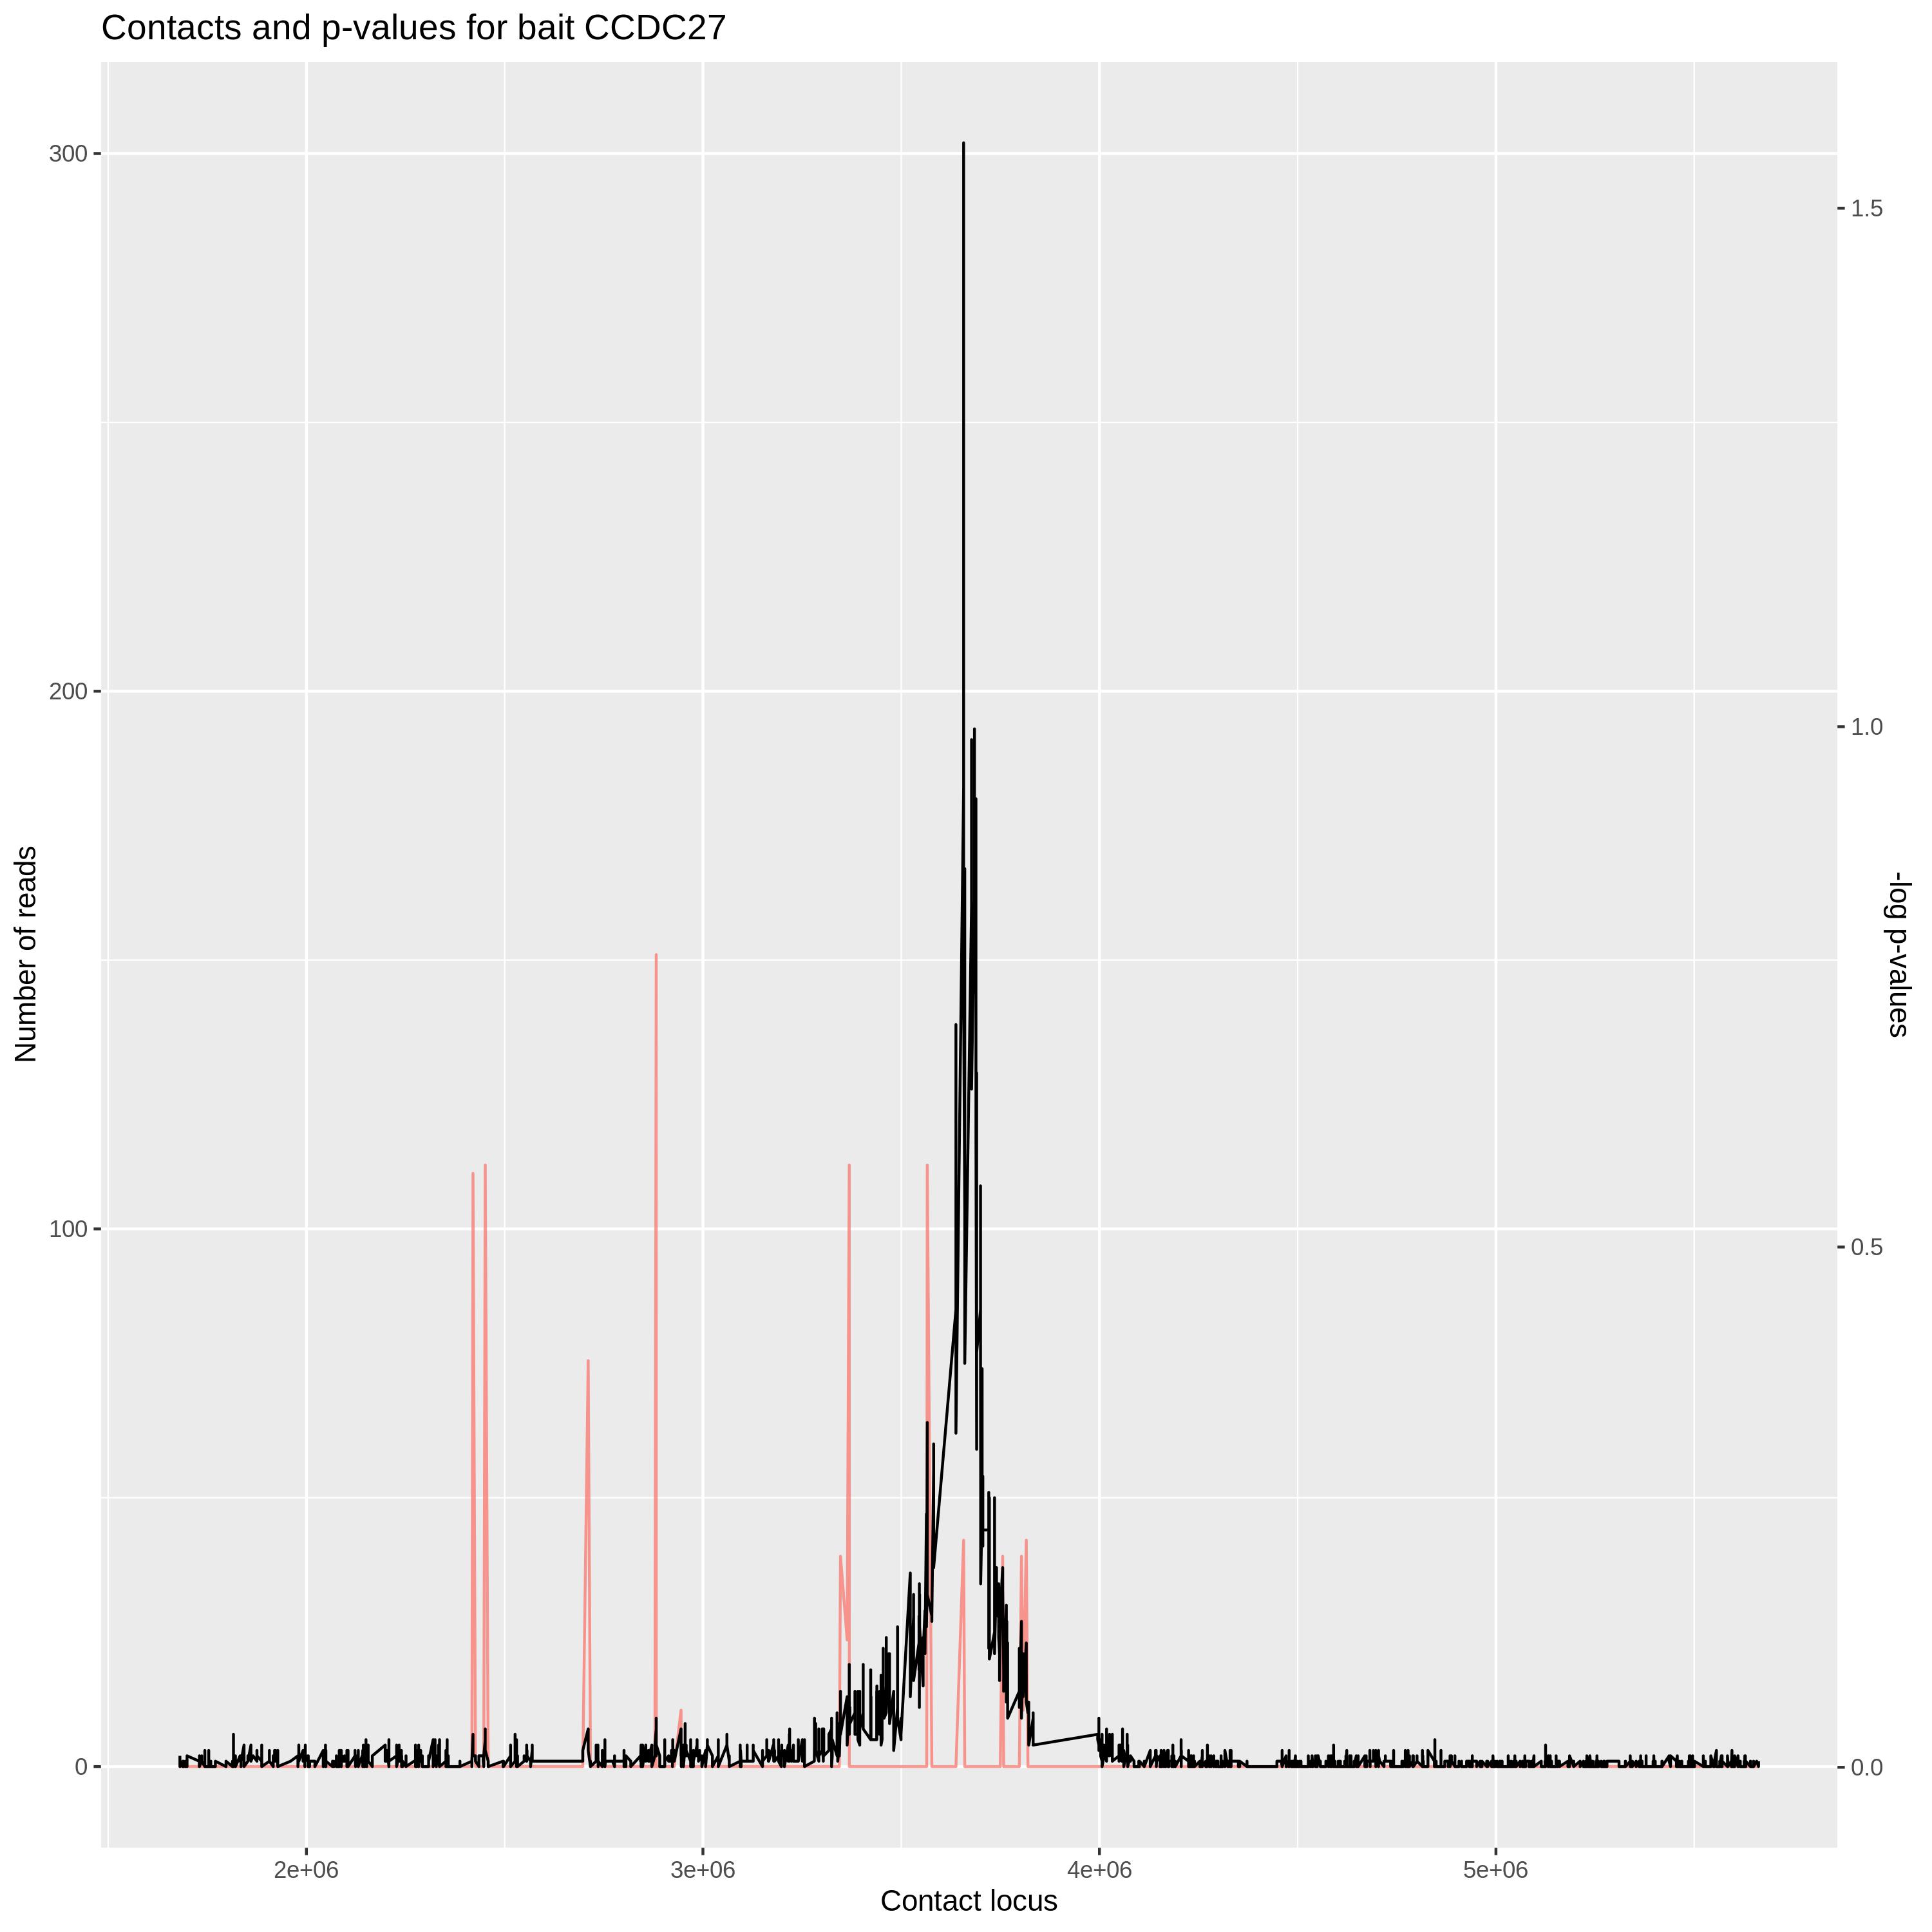 Contacts and p-values for bait CCDC27
300
200
100
0
Number of reads
1.5
1.0
0.5
0.0
-log p-values
2e+06
3e+06
4e+06
5e+06
Contact locus